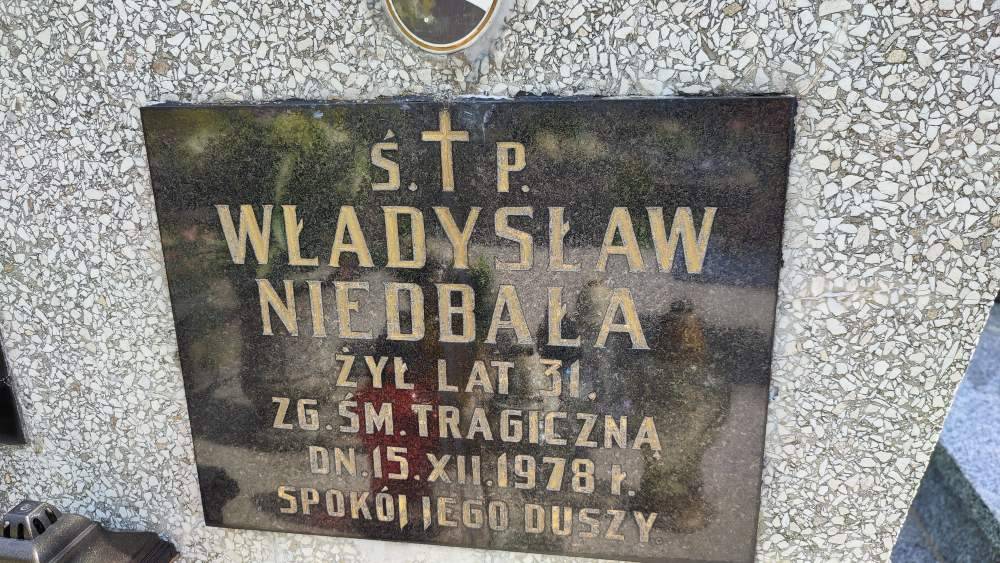 Ś. P.
WŁADYSŁAW
NIEDBAŁA
ŻYŁ LAT 31.
ZG. ŚM. TRAGICZNĄ
DN. 15. XII. 1978 Ł.
SPOKÓJ JEGO DUSZY.